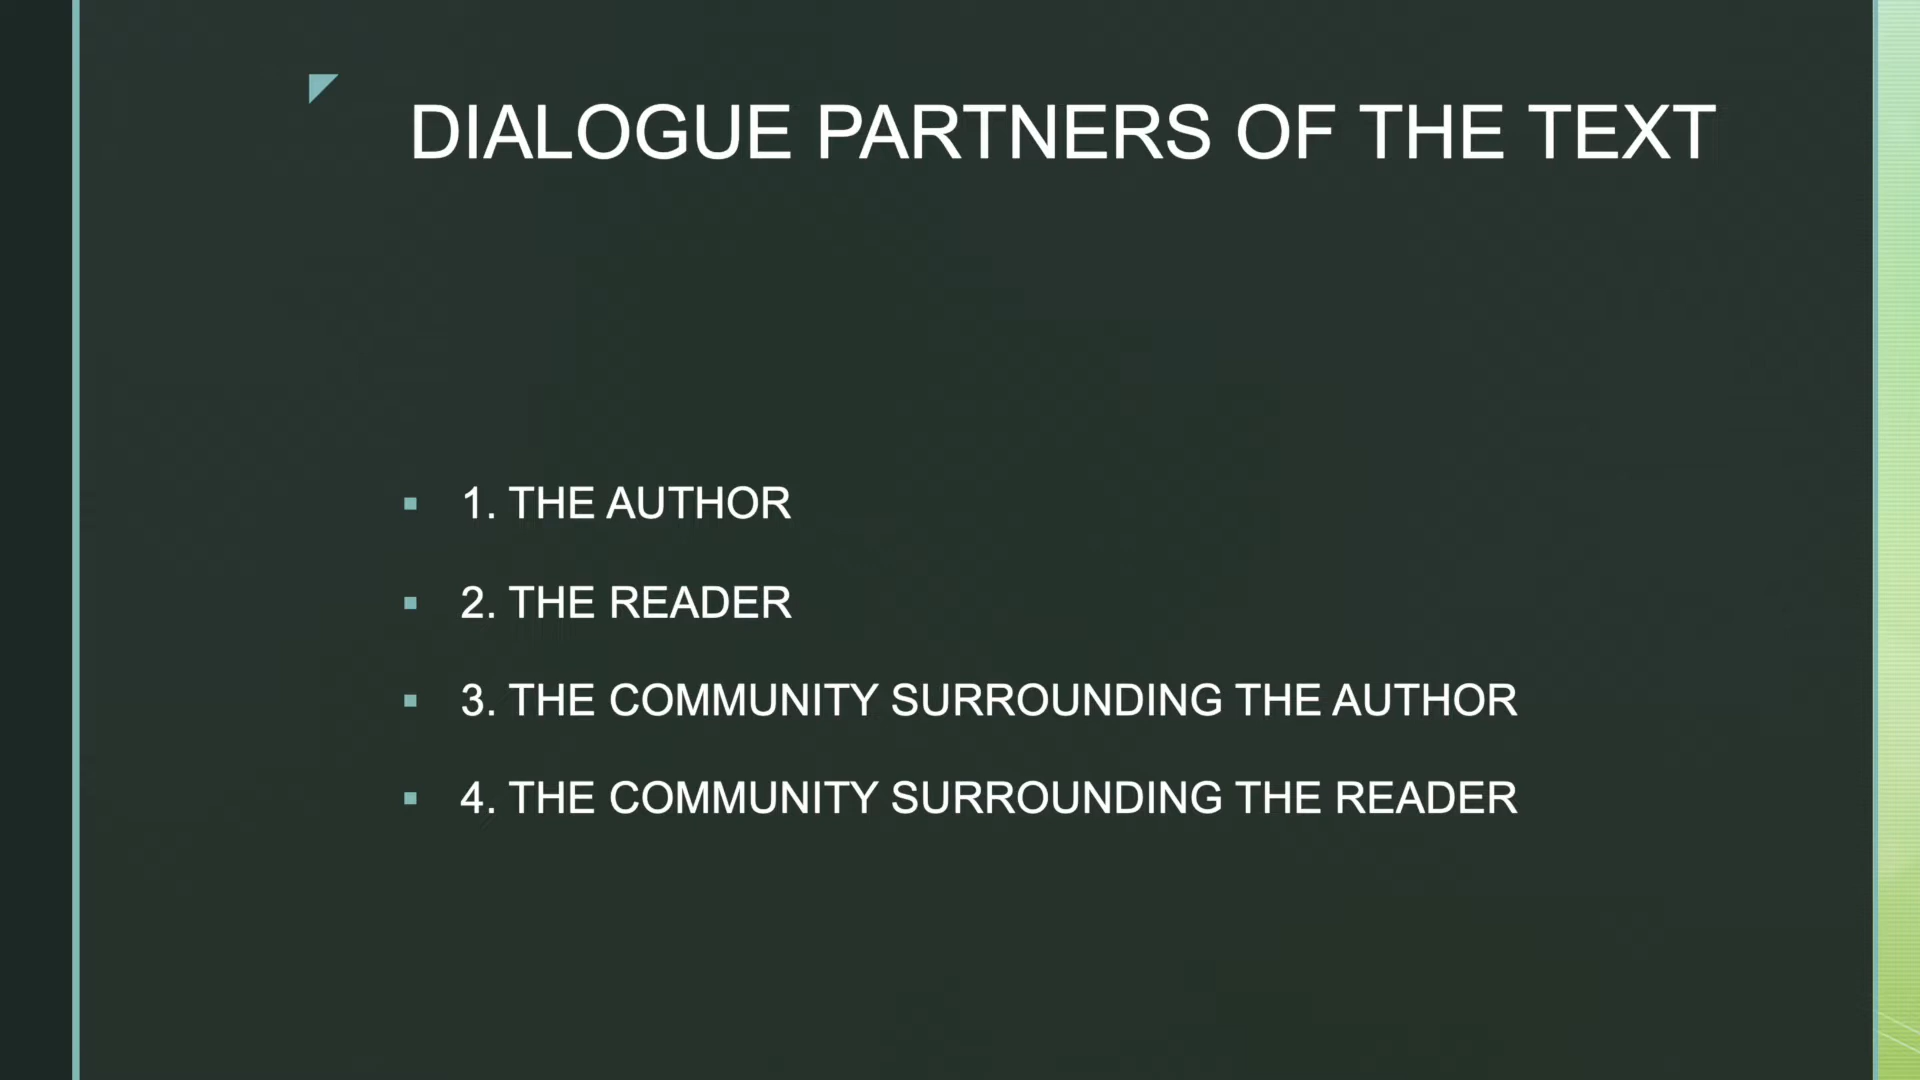 DIALOGUE PARTNERS OF THE TEXT
1. THE AUTHOR
2. THE READER
3. THE COMMUNITY SURROUNDING THE AUTHOR
4. THE COMMUNITY SURROUNDING THE READER